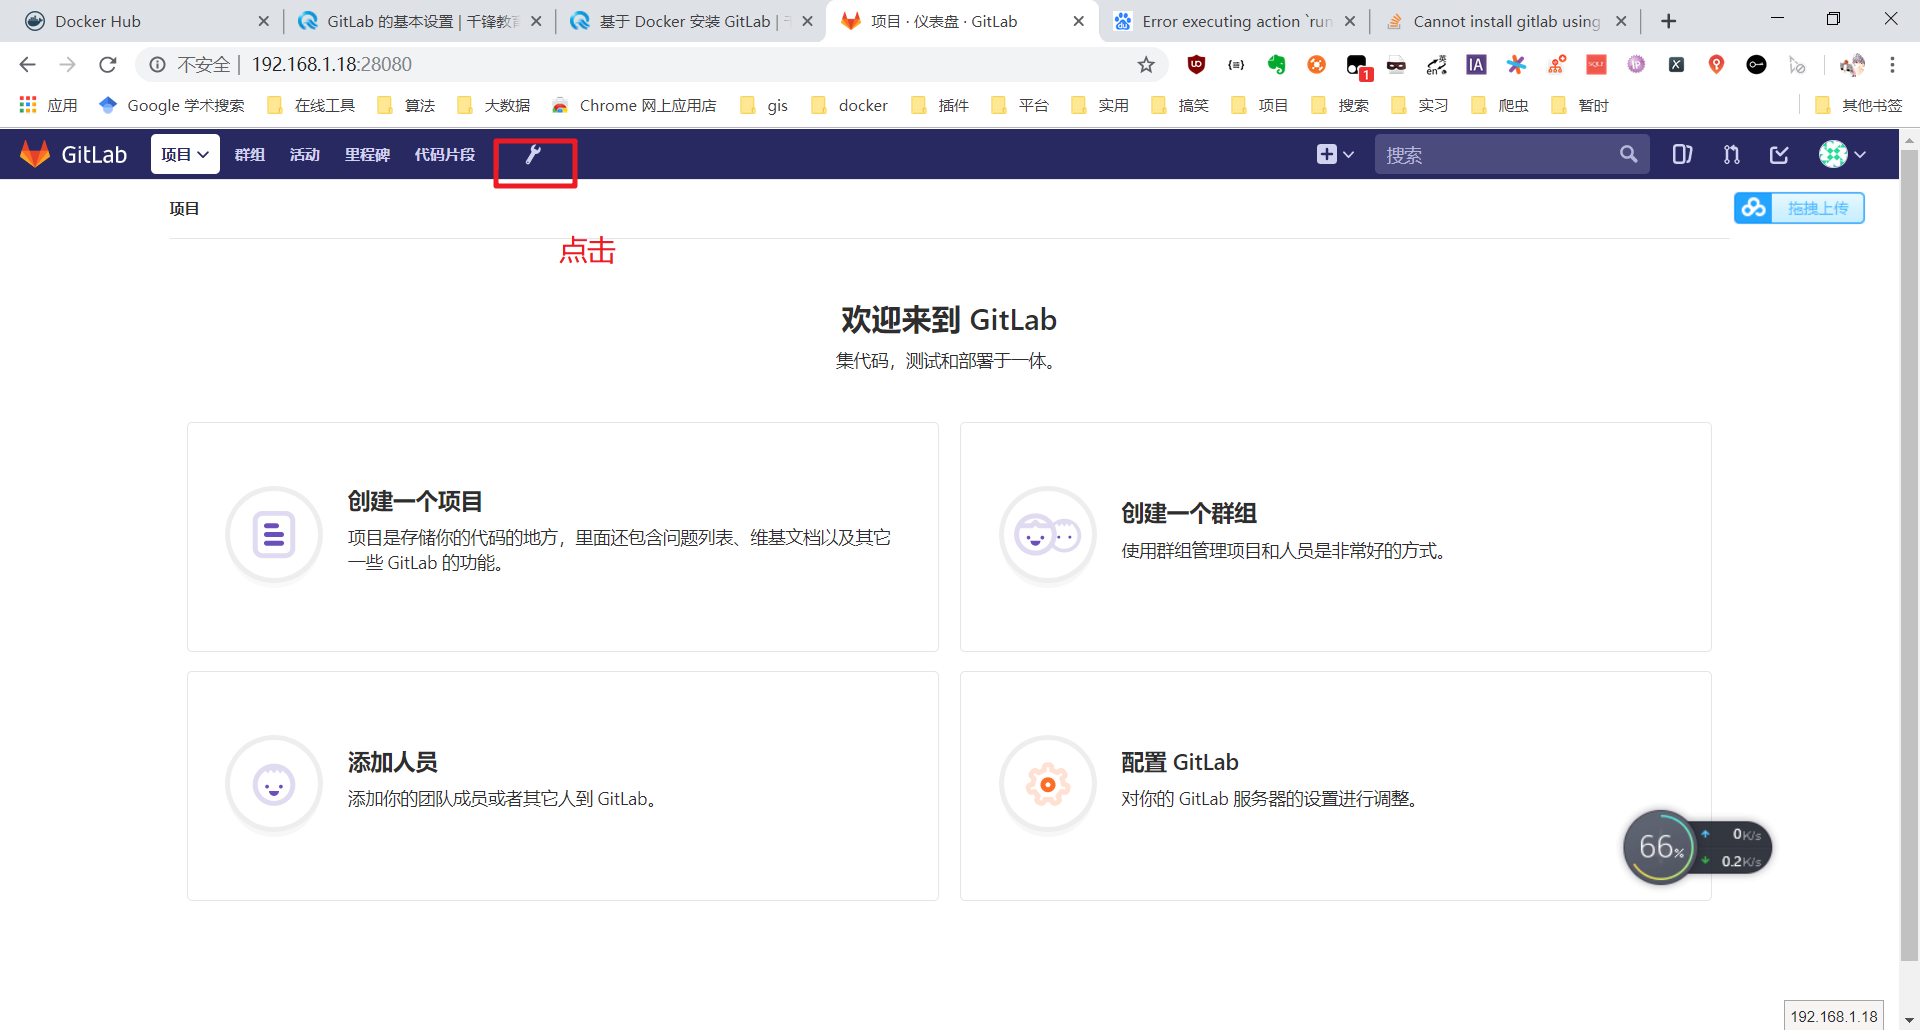 Docker Hub
GitLab 的基本设置 | 千锋教育
基于 Docker 安装 GitLab |
项目 · 仪表盘 · GitLab
Error executing action `run
Cannot install gitlab using
不安全 | 192.168.1.18:28080
1
应用
Google 学术搜索
在线工具
算法
大数据
Chrome 网上应用店
gis
docker
插件
平台
实用
搞笑
项目
搜索
实习
爬虫
暂时
其他书签
GitLab
项目
群组
活动
里程碑
代码片段
搜索
项目
拖拽上传
点击
欢迎来到 GitLab
集代码，测试和部署于一体。
创建一个项目
项目是存储你的代码的地方，里面还包含问题列表、维基文档以及其它
一些 GitLab 的功能。
创建一个群组
使用群组管理项目和人员是非常好的方式。
添加人员
添加你的团队成员或者其它人到 GitLab。
配置 GitLab
对你的 GitLab 服务器的设置进行调整。
66%
0K/s
0.2K/s
192.168.1.18